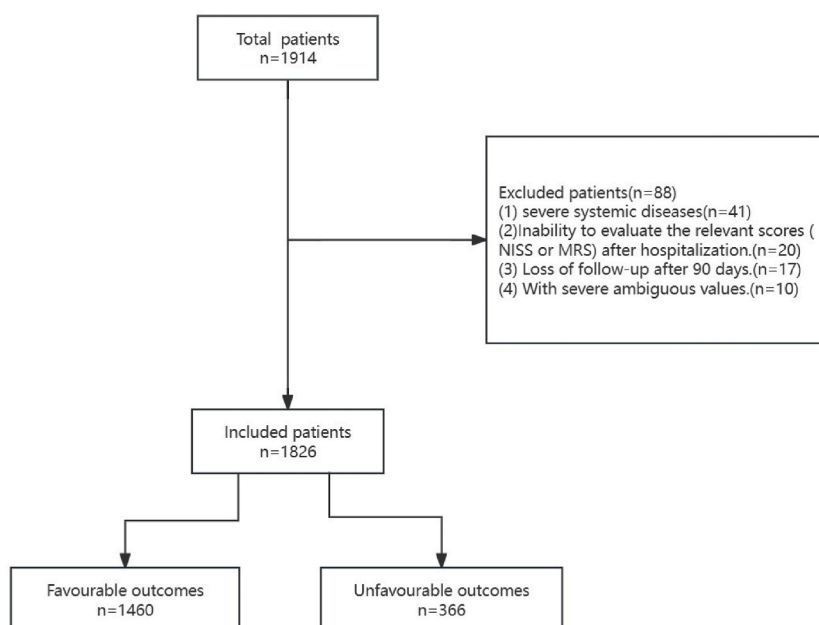 Total patients
n=1914
Excluded patients(n=88)
(1) severe systemic diseases(n=41)
(2)Inability to evaluate the relevant scores (
NISS or MRS) after hospitalization.(n=20)
(3) Loss of follow-up after 90 days.(n=17)
(4) With severe ambiguous values.(n=10)
Included patients
n=1826
Favourable outcomes
n=1460
Unfavourable outcomes
n=366